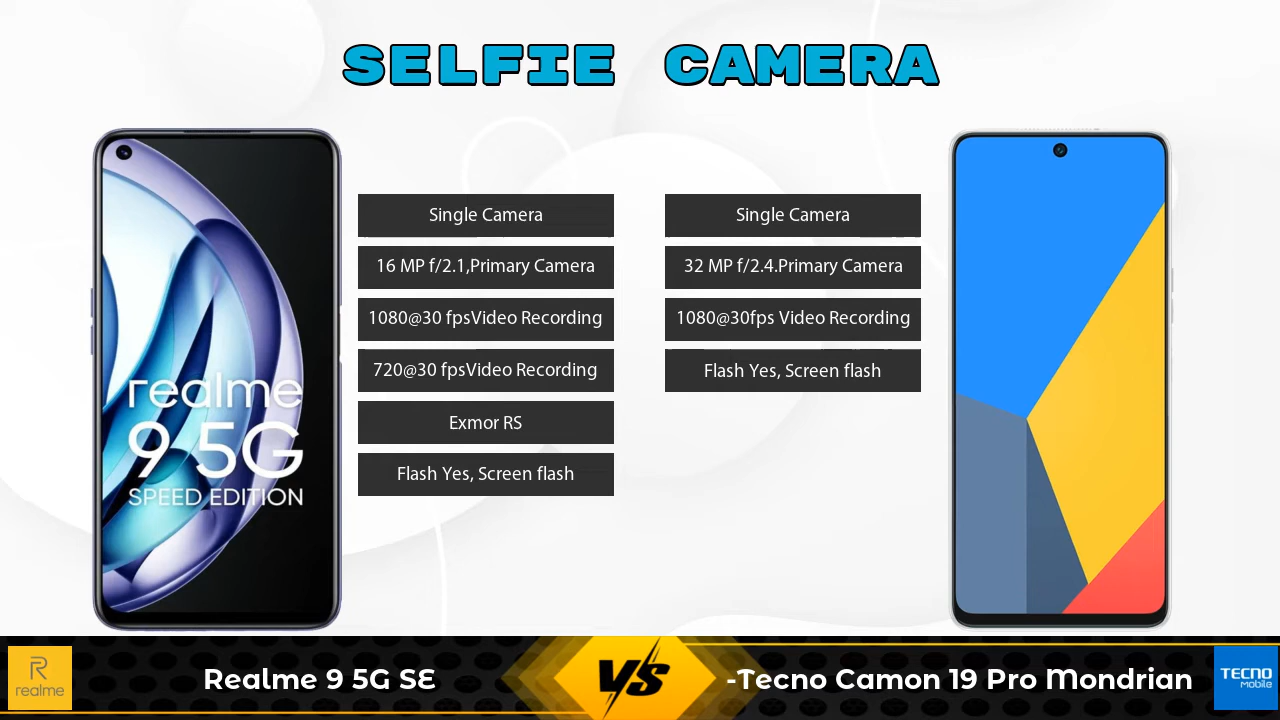 SELFIE CAMERA
Single Camera
16 MP f/2.1,Primary Camera
1080@30 fpsVideo Recording
720@30 fpsVideo Recording
Exmor RS
Flash Yes, Screen flash
Single Camera
32 MP f/2.4.Primary Camera
1080@30fps Video Recording
Flash Yes, Screen flash
realme
9 5G
SPEED EDITION
realme
Realme 9 5G SE
VS
-Tecno Camon 19 Pro Mondrian
TECNO
mobile